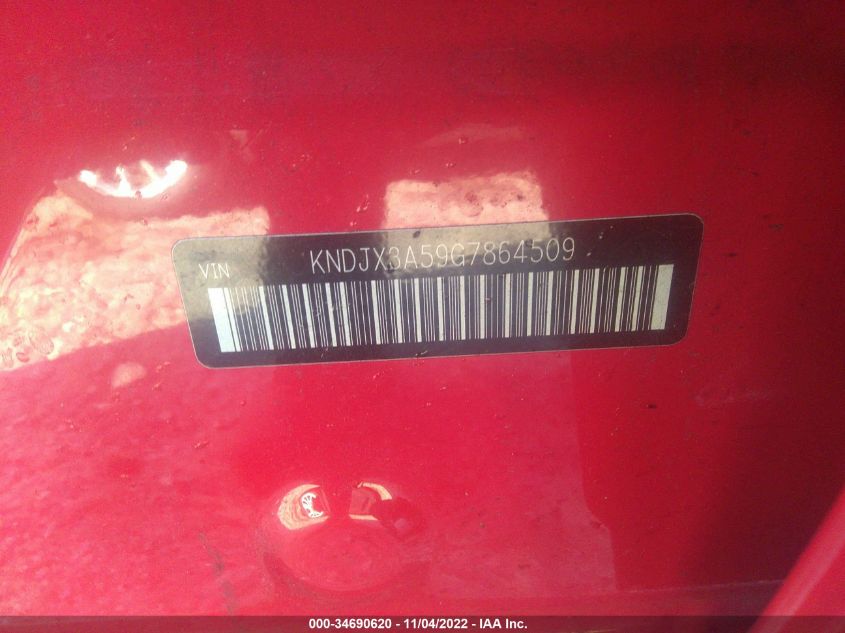 VIN KNDJX3A59G7864509
000-34690620 - 11/04/2022 - IAA Inc.